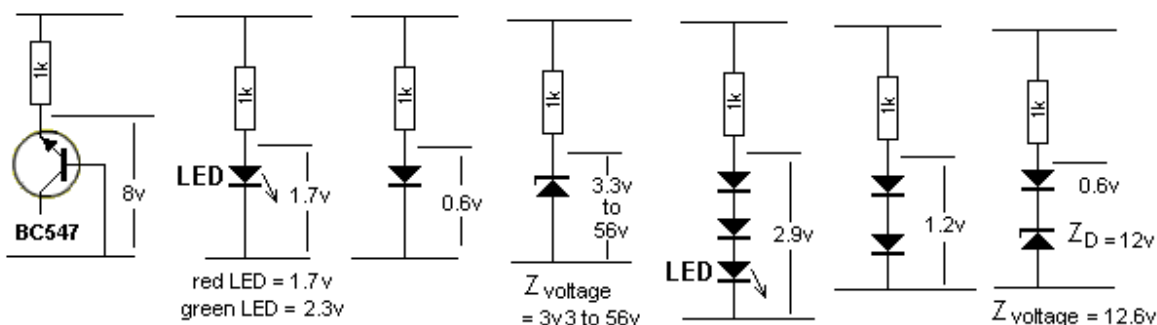 1k
8v
BC547
1k
LED
1.7v
red LED = 1.7v
green LED = 2.3v
1k
0.6v
1k
3.3v
to
56v
Z voltage
= 3v3 to 56v
1k
2.9v
LED
1k
1.2v
1k
0.6v
ZD = 12v
Z voltage = 12.6v